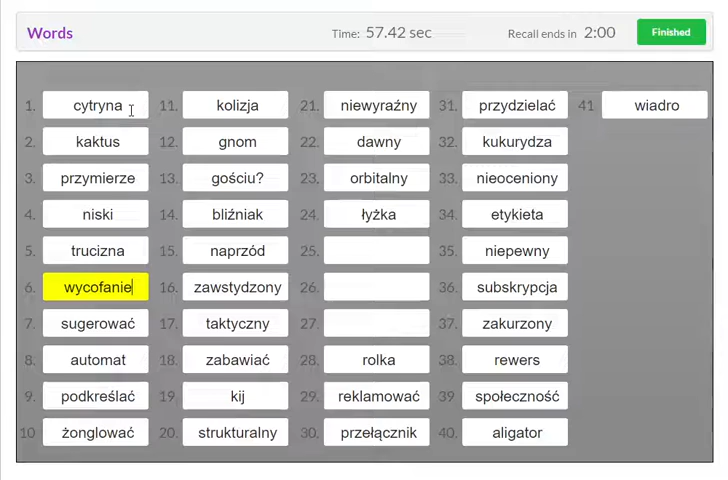 Words Time: 57.42 sec Recall ends in 2:00 Finished
1. cytryna 11. kolizja 21. niewyraźny 31. przydzielać 41 wiadro
2. kaktus 12. gnom 22. dawny 32. kukurydza
3. przymierze 13. gościu? 23, orbitalny 33. nieoceniony
4. niski 14. bliźniak 24. łyżka 34. etykieta
5. trucizna 15. naprzód 25. 35. niepewny
6. wycofanie 16. zawstydzony 26. 36. subskrypcja
7. sugerować 17. taktyczny 27. 37. zakurzony
8. automat 18. zabawiać 28. rolka 38. rewers
9. podkreślać 19. kij 29. reklamować 39 społeczność
10 żonglować 20. strukturalny 30. przełącznik 40. aligator